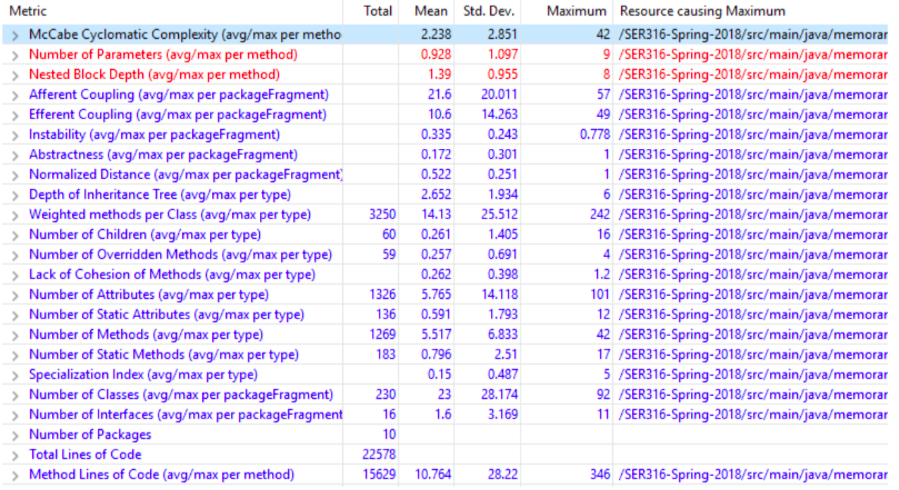 Metric Total Mean Std. Dev. Maximum Resource causing Maximum
McCabe Cyclomatic Complexity (avg/max per metho 2.238 2.851 42 /SER316-Spring-2018/src/main/java/memorar
Number of Parameters (avg/max per method) 0.928 1.097 9 /SER316-Spring-2018/src/main/java/memorar
Nested Block Depth (avg/max per method) 1.39 0.955 8 /SER316-Spring-2018/src/main/java/memorar
Afferent Coupling (avg/max per packageFragment) 21.6 20.011 57 /SER316-Spring-2018/src/main/java/memorar
Efferent Coupling (avg/max per packageFragment) 10.6 14.263 49 /SER316-Spring-2018/src/main/java/memorar
Instability (avg/max per packageFragment) 0.335 0.243 0.778 /SER316-Spring-2018/src/main/java/memorar
Abstractness (avg/max per packageFragment) 0.172 0.301 1 /SER316-Spring-2018/src/main/java/memorar
Normalized Distance (avg/max per packageFragment) 0.522 0.251 1 /SER316-Spring-2018/src/main/java/memorar
Depth of Inheritance Tree (avg/max per type) 2.652 1.934 6 /SER316-Spring-2018/src/main/java/memorar
Weighted methods per Class (avg/max per type) 3250 14.13 25.512 242 /SER316-Spring-2018/src/main/java/memorar
Number of Children (avg/max per type) 60 0.261 1.405 16 /SER316-Spring-2018/src/main/java/memorar
Number of Overridden Methods (avg/max per type) 59 0.257 0.691 4 /SER316-Spring-2018/src/main/java/memorar
Lack of Cohesion of Methods (avg/max per type) 0.262 0.398 1.2 /SER316-Spring-2018/src/main/java/memorar
Number of Attributes (avg/max per type) 1326 5.765 14.118 101 /SER316-Spring-2018/src/main/java/memorar
Number of Static Attributes (avg/max per type) 136 0.591 1.793 12 /SER316-Spring-2018/src/main/java/memorar
Number of Methods (avg/max per type) 1269 5.517 6.833 42 /SER316-Spring-2018/src/main/java/memorar
Number of Static Methods (avg/max per type) 183 0.796 2.51 17 /SER316-Spring-2018/src/main/java/memorar
Specialization Index (avg/max per type) 0.15 0.487 5 /SER316-Spring-2018/src/main/java/memorar
Number of Classes (avg/max per packageFragment) 230 23 28.174 92 /SER316-Spring-2018/src/main/java/memorar
Number of Interfaces (avg/max per packageFragment 16 1.6 3.169 11 /SER316-Spring-2018/src/main/java/memorar
Number of Packages 10
Total Lines of Code 22578
Method Lines of Code (avg/max per method) 15629 10.764 28.22 346 /SER316-Spring-2018/src/main/java/memorar